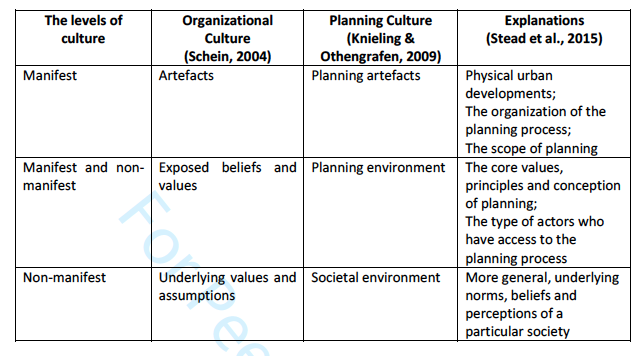 The levels of culture
Organizational Culture (Schein, 2004)
Planning Culture (Knieling & Othengrafen, 2009)
Explanations (Stead et al., 2015)
Manifest
Artefacts
Planning artefacts
Physical urban
developments;
The organization of the
planning process;
The scope of planning
Manifest and non-
manifest
Exposed beliefs and
values
Planning environment
The core values,
principles and conception
of planning;
The type of actors who
have access to the
planning process
Non-manifest
Underlying values and
assumptions
Societal environment
More general, underlying
norms, beliefs and
perceptions of a
particular society
For Pee